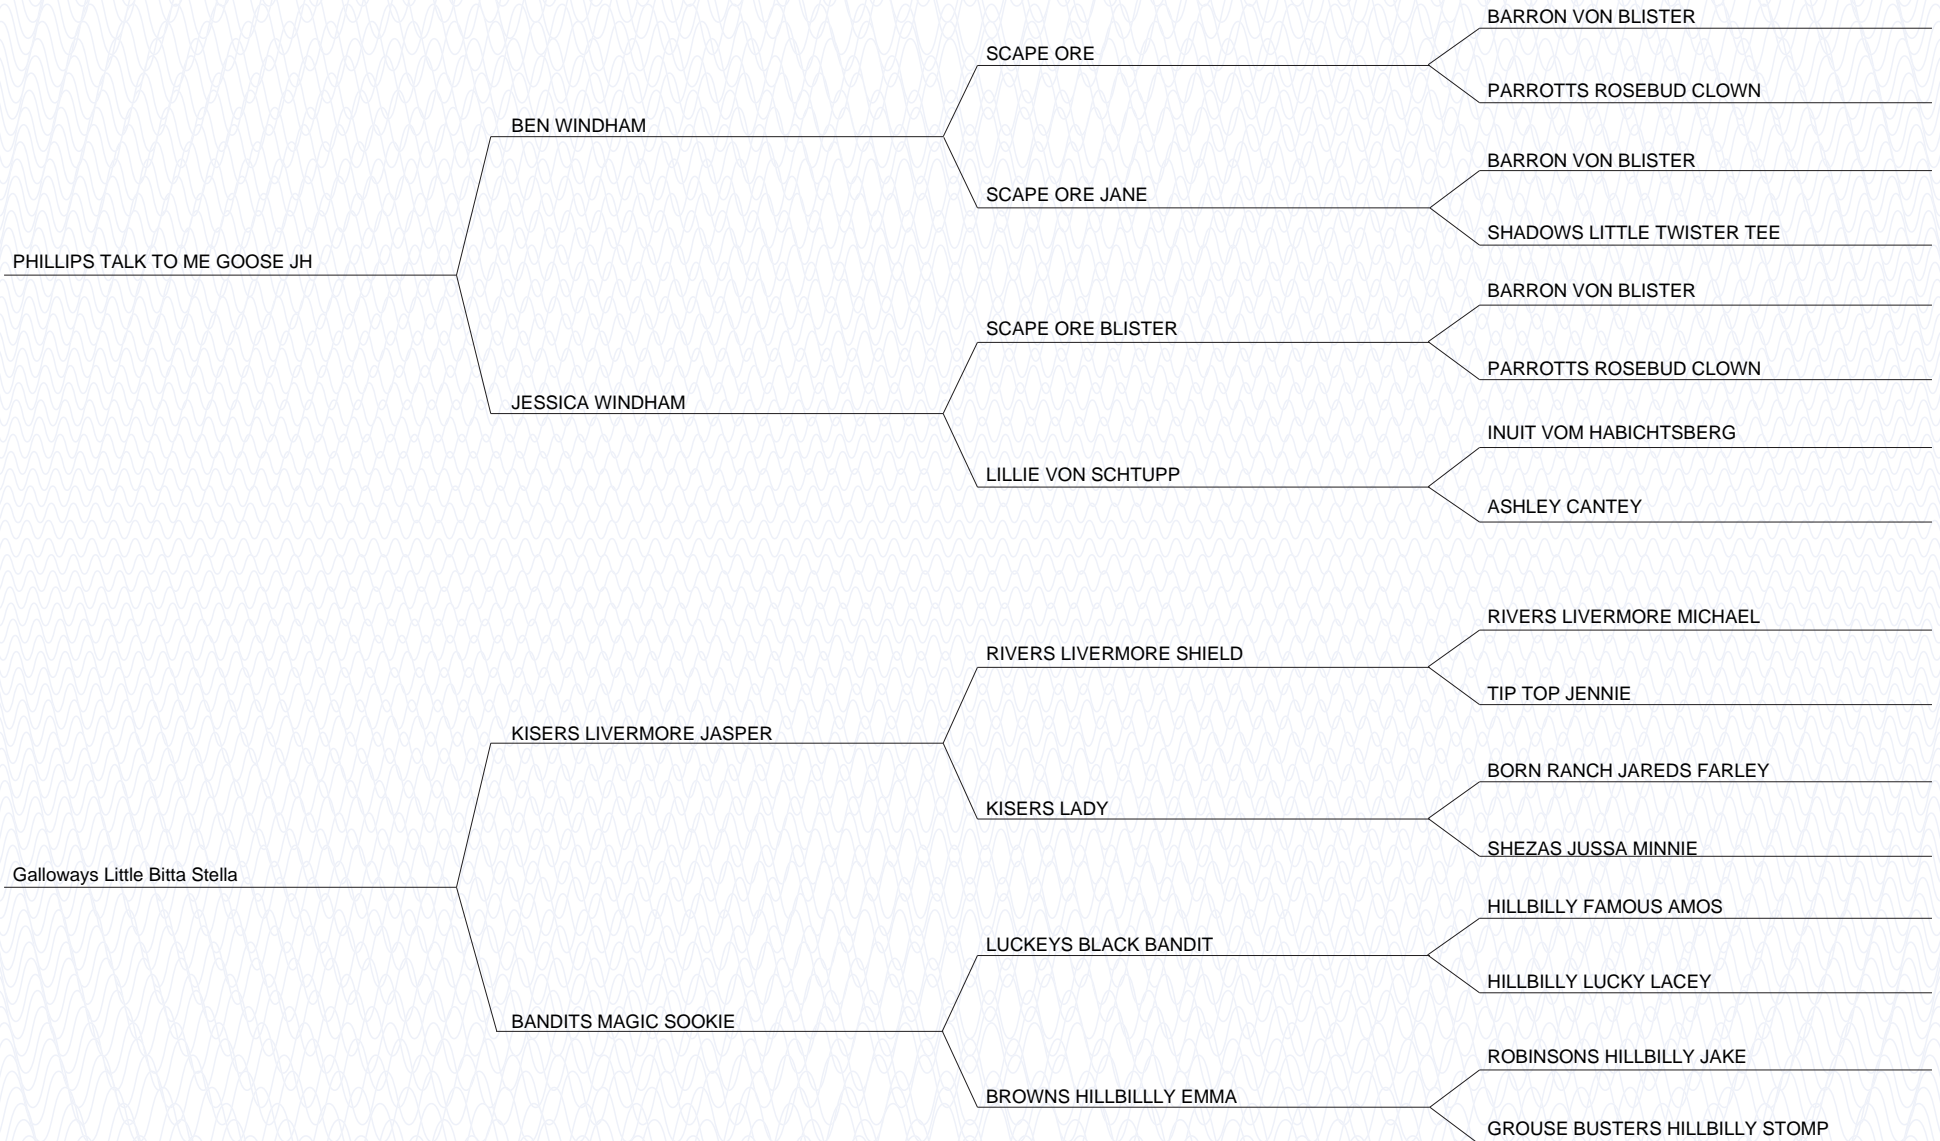 PHILLIPS TALK TO ME GOOSE JH
BEN WINDHAM
SCAPE ORE
BARRON VON BLISTER
PARROTTS ROSEBUD CLOWN
SCAPE ORE JANE
BARRON VON BLISTER
SHADOWS LITTLE TWISTER TEE
JESSICA WINDHAM
SCAPE ORE BLISTER
BARRON VON BLISTER
PARROTTS ROSEBUD CLOWN
LILLIE VON SCHTUPP
INUIT VOM HABICHTSBERG
ASHLEY CANTEY
Galloways Little Bitta Stella
KISERS LIVERMORE JASPER
RIVERS LIVERMORE SHIELD
RIVERS LIVERMORE MICHAEL
TIP TOP JENNIE
KISERS LADY
BORN RANCH JAREDS FARLEY
SHEZAS JUSSA MINNIE
BANDITS MAGIC SOOKIE
LUCKEYS BLACK BANDIT
HILLBILLY FAMOUS AMOS
HILLBILLY LUCKY LACEY
BROWNS HILLBILLLY EMMA
ROBINSONS HILLBILLY JAKE
GROUSE BUSTERS HILLBILLY STOMP